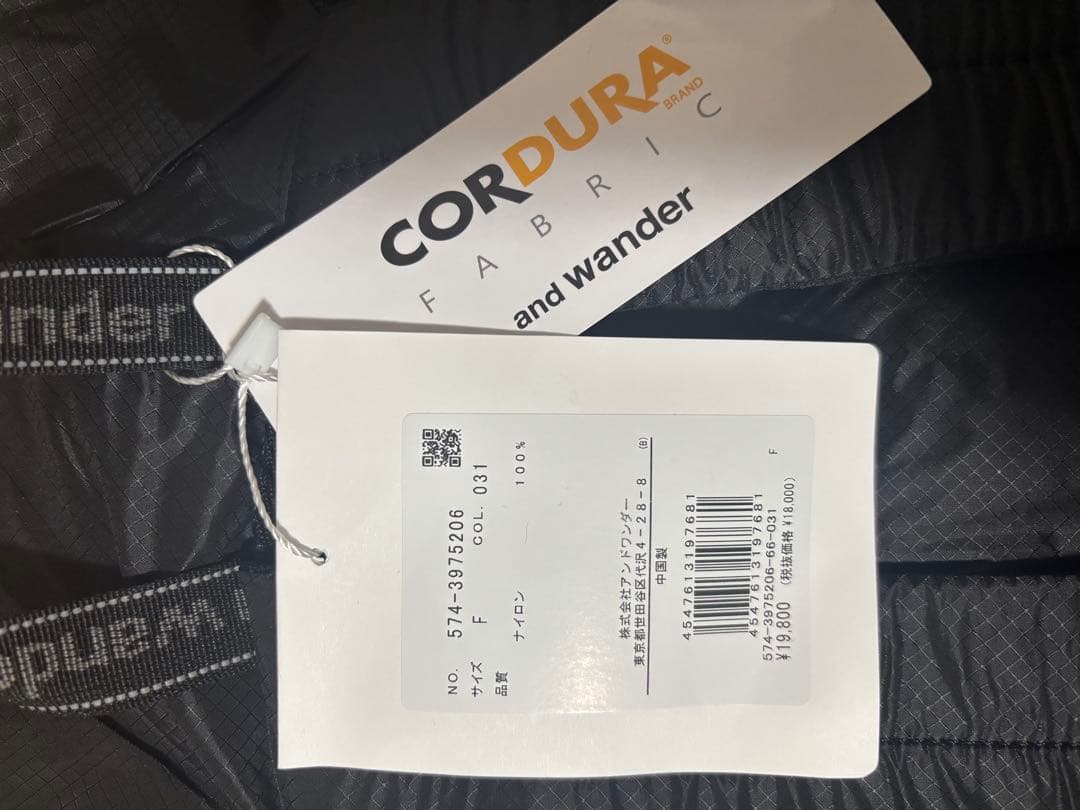 CORDURA®
BRAND
FABRIC
and wander
NO. 574-3975206
サイズ F COL. 031
品質
ナイロン 100%
株式会社アンドワンダー
東京都世田谷区代沢4-28-8 (B)
中国製
4547613197681
4547613197681
574-3975206-66-031
¥19,800 (税抜価格 ¥18,000) F
nder
wand